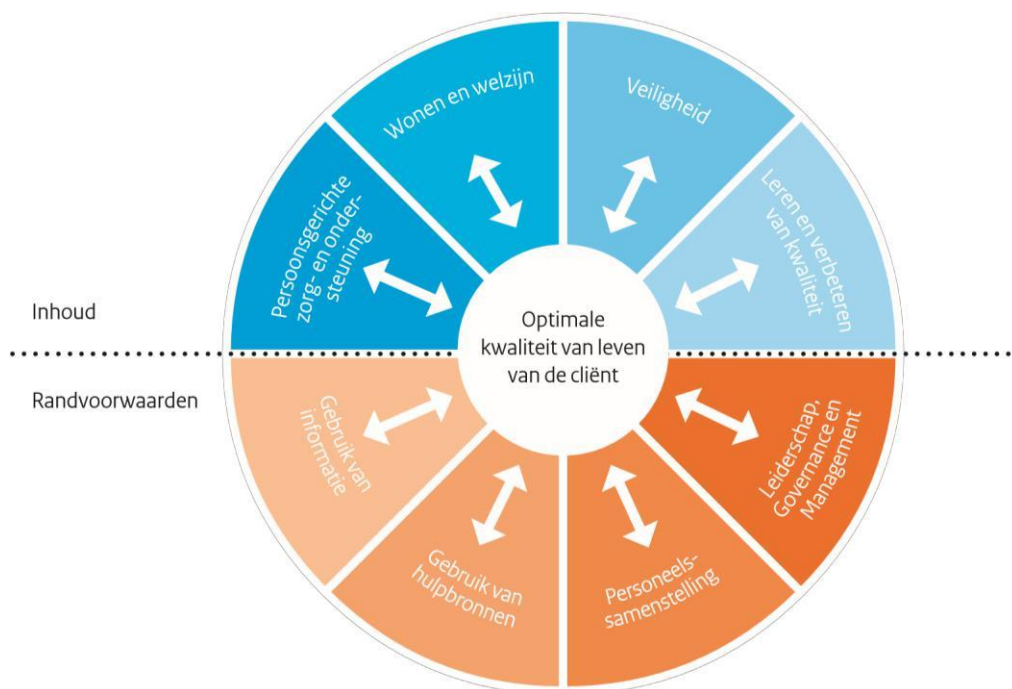 Wonen en welzijn
Veiligheid
Persoonsgerichte
zorg- en onder-
steuning
Leren en verbeteren
van kwaliteit
Inhoud
Optimale
kwaliteit van leven
van de cliënt
Randvoorwaarden
Gebruik van
informatie
Leiderschap,
Governance en
Management
Gebruik van
hulpbronnen
Personeels-
samenstelling